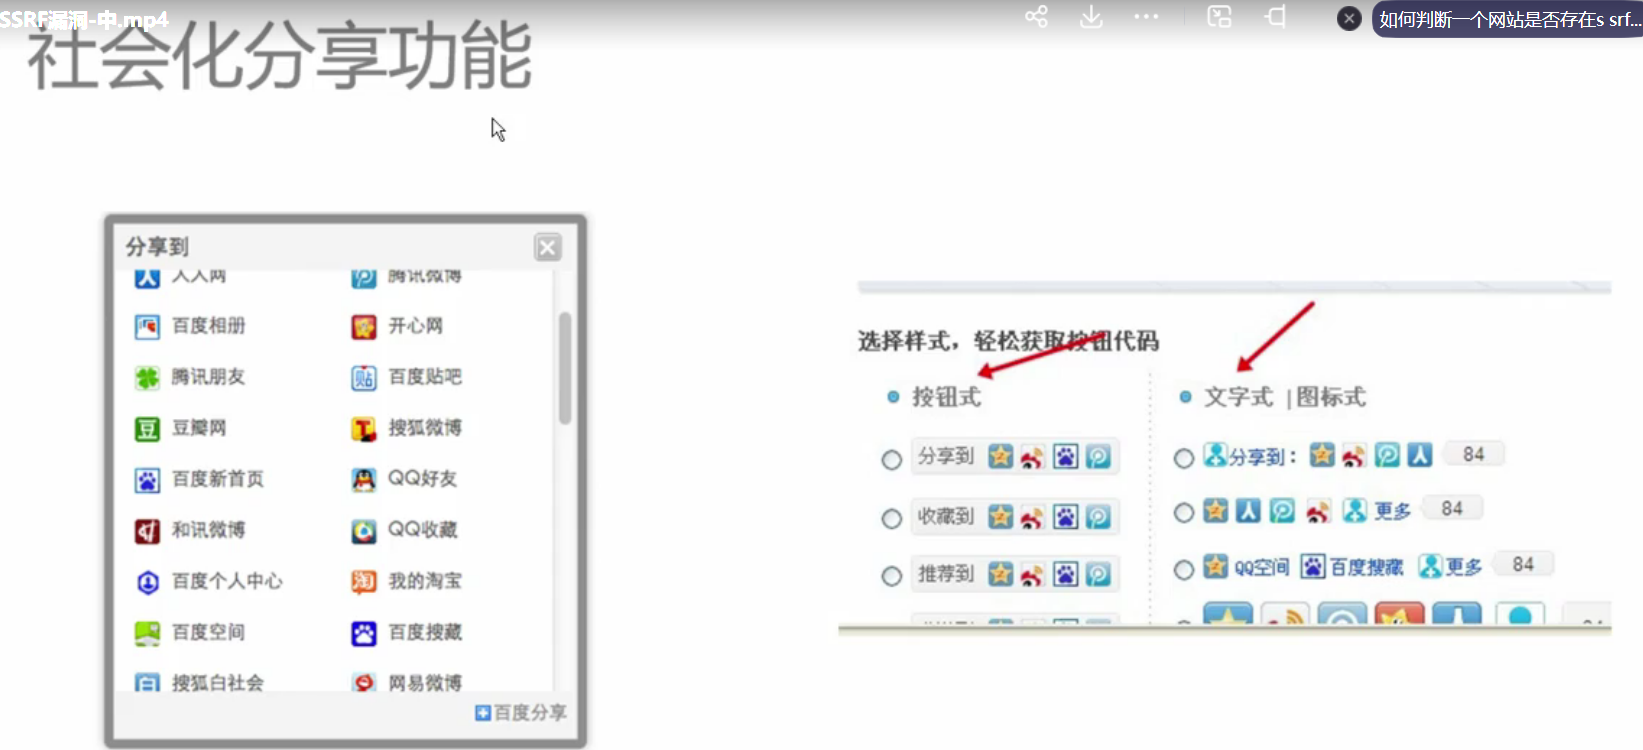 SSRF漏洞-中.mp4
如何判断一个网站是否存在s srf...
社会化分享功能
分享到
人人网 腾讯微博
百度相册 开心网
腾讯朋友 百度贴吧
豆瓣网 搜狐微博
百度新首页 QQ好友
和讯微博 QQ收藏
百度个人中心 我的淘宝
百度空间 百度搜藏
搜狐白社会 网易微博
百度分享
选择样式，轻松获取按钮代码
按钮式
分享到
收藏到
推荐到
文字式 | 图标式
分享到： 84
更多 84
QQ空间 百度搜藏 更多 84